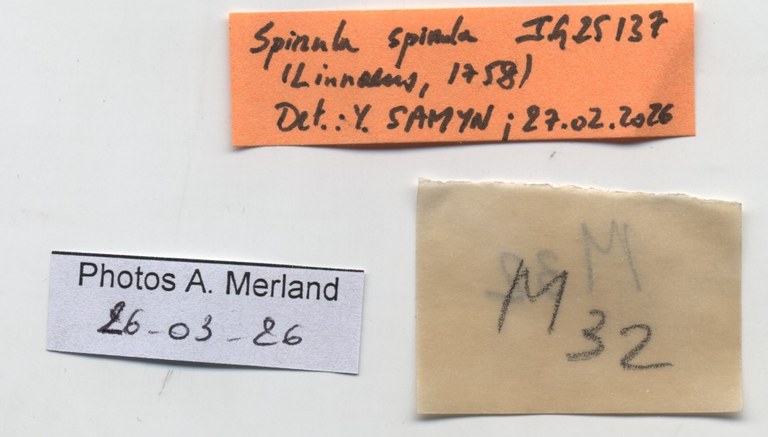 Spirula spirula IG25137
(Linnaeus, 1758)
Det.: Y. SAMYN ; 27.02.2026
Photos A. Merland
26-03-26
M
32